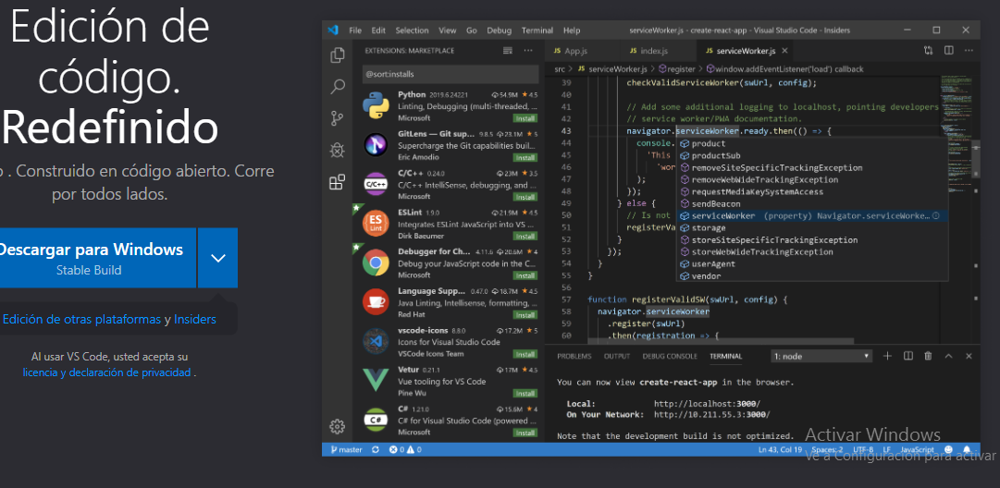 Edición de
código.
Redefinido
. Construido en código abierto. Corre
por todos lados.
Descargar para Windows
Stable Build
Edición de otras plataformas y Insiders
Al usar VS Code, usted acepta su
licencia y declaración de privacidad .
File Edit Selection View Go Debug Terminal Help serviceWorker.js - create-react-app - Visual Studio Code - Insiders
EXTENSIONS: MARKETPLACE
@sort:installs
Python 2019.6.24221 54.9M 4.5
Linting, Debugging (multi-threaded, ...
Microsoft Install
GitLens — Git sup... 9.8.5 23.1M 5
Supercharge the Git capabilities buil...
Eric Amodio Install
C/C++ 0.24.0 23M 3.5
C/C++ IntelliSense, debugging, and ...
Microsoft Install
ESLint 1.9.0 21.9M 4.5
Integrates ESLint JavaScript into VS ...
Dirk Baeumer Install
Debugger for Ch... 4.11.6 20.6M 4
Debug your JavaScript code in the C...
Microsoft Install
Language Supp... 0.47.0 18.7M 4.5
Java Linting, Intellisense, formatting, ...
Red Hat Install
vscode-icons 8.8.0 17.2M 5
Icons for Visual Studio Code
VSCode Icons Team Install
Vetur 0.21.1 17M 4.5
Vue tooling for VS Code
Pine Wu Install
C# 1.21.0 15.6M 4
C# for Visual Studio Code (powered ...
Microsoft Install
JS App.js JS index.js JS serviceWorker.js
src > JS serviceWorker.js > register > window.addEventListener('load') callback
39 checkValidServiceWorker(swUrl, config);
40
41 // Add some additional logging to localhost, pointing developers
42 // service worker/PWA documentation.
43 navigator.serviceWorker.ready.then(() => {
44 console.
45 'This
46 'wor
47 );
48 });
49 } else {
50 // Is not
51 registerVa
52 }
53 });
54 }
55 }
56
57 function registerValidSW(swUrl, config) {
58 navigator.serviceWorker
59 .register(swUrl)
60 .then(registration => {
product
productSub
removeSiteSpecificTrackingException
removeWebWideTrackingException
requestMediaKeySystemAccess
sendBeacon
serviceWorker (property) Navigator.serviceWorke...
storage
storeSiteSpecificTrackingException
storeWebWideTrackingException
userAgent
vendor
PROBLEMS OUTPUT DEBUG CONSOLE TERMINAL 1: node
You can now view create-react-app in the browser.
Local: http://localhost:3000/
On Your Network: http://10.211.55.3:3000/
Note that the development build is not optimized.
master 0 0 Ln 43, Col 19 Spaces: 2 UTF-8 LF JavaScript
Activar Windows
Ve a Configuración para activar